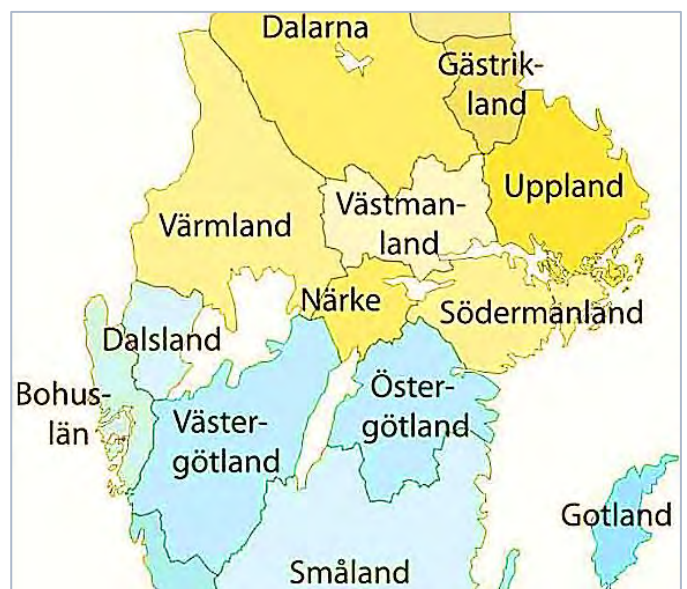 Dalarna
Gästrik-
land
Uppland
Västman-
land
Värmland
Närke
Södermanland
Dalsland
Bohus-
län
Väster-
götland
Öster-
götland
Gotland
Småland